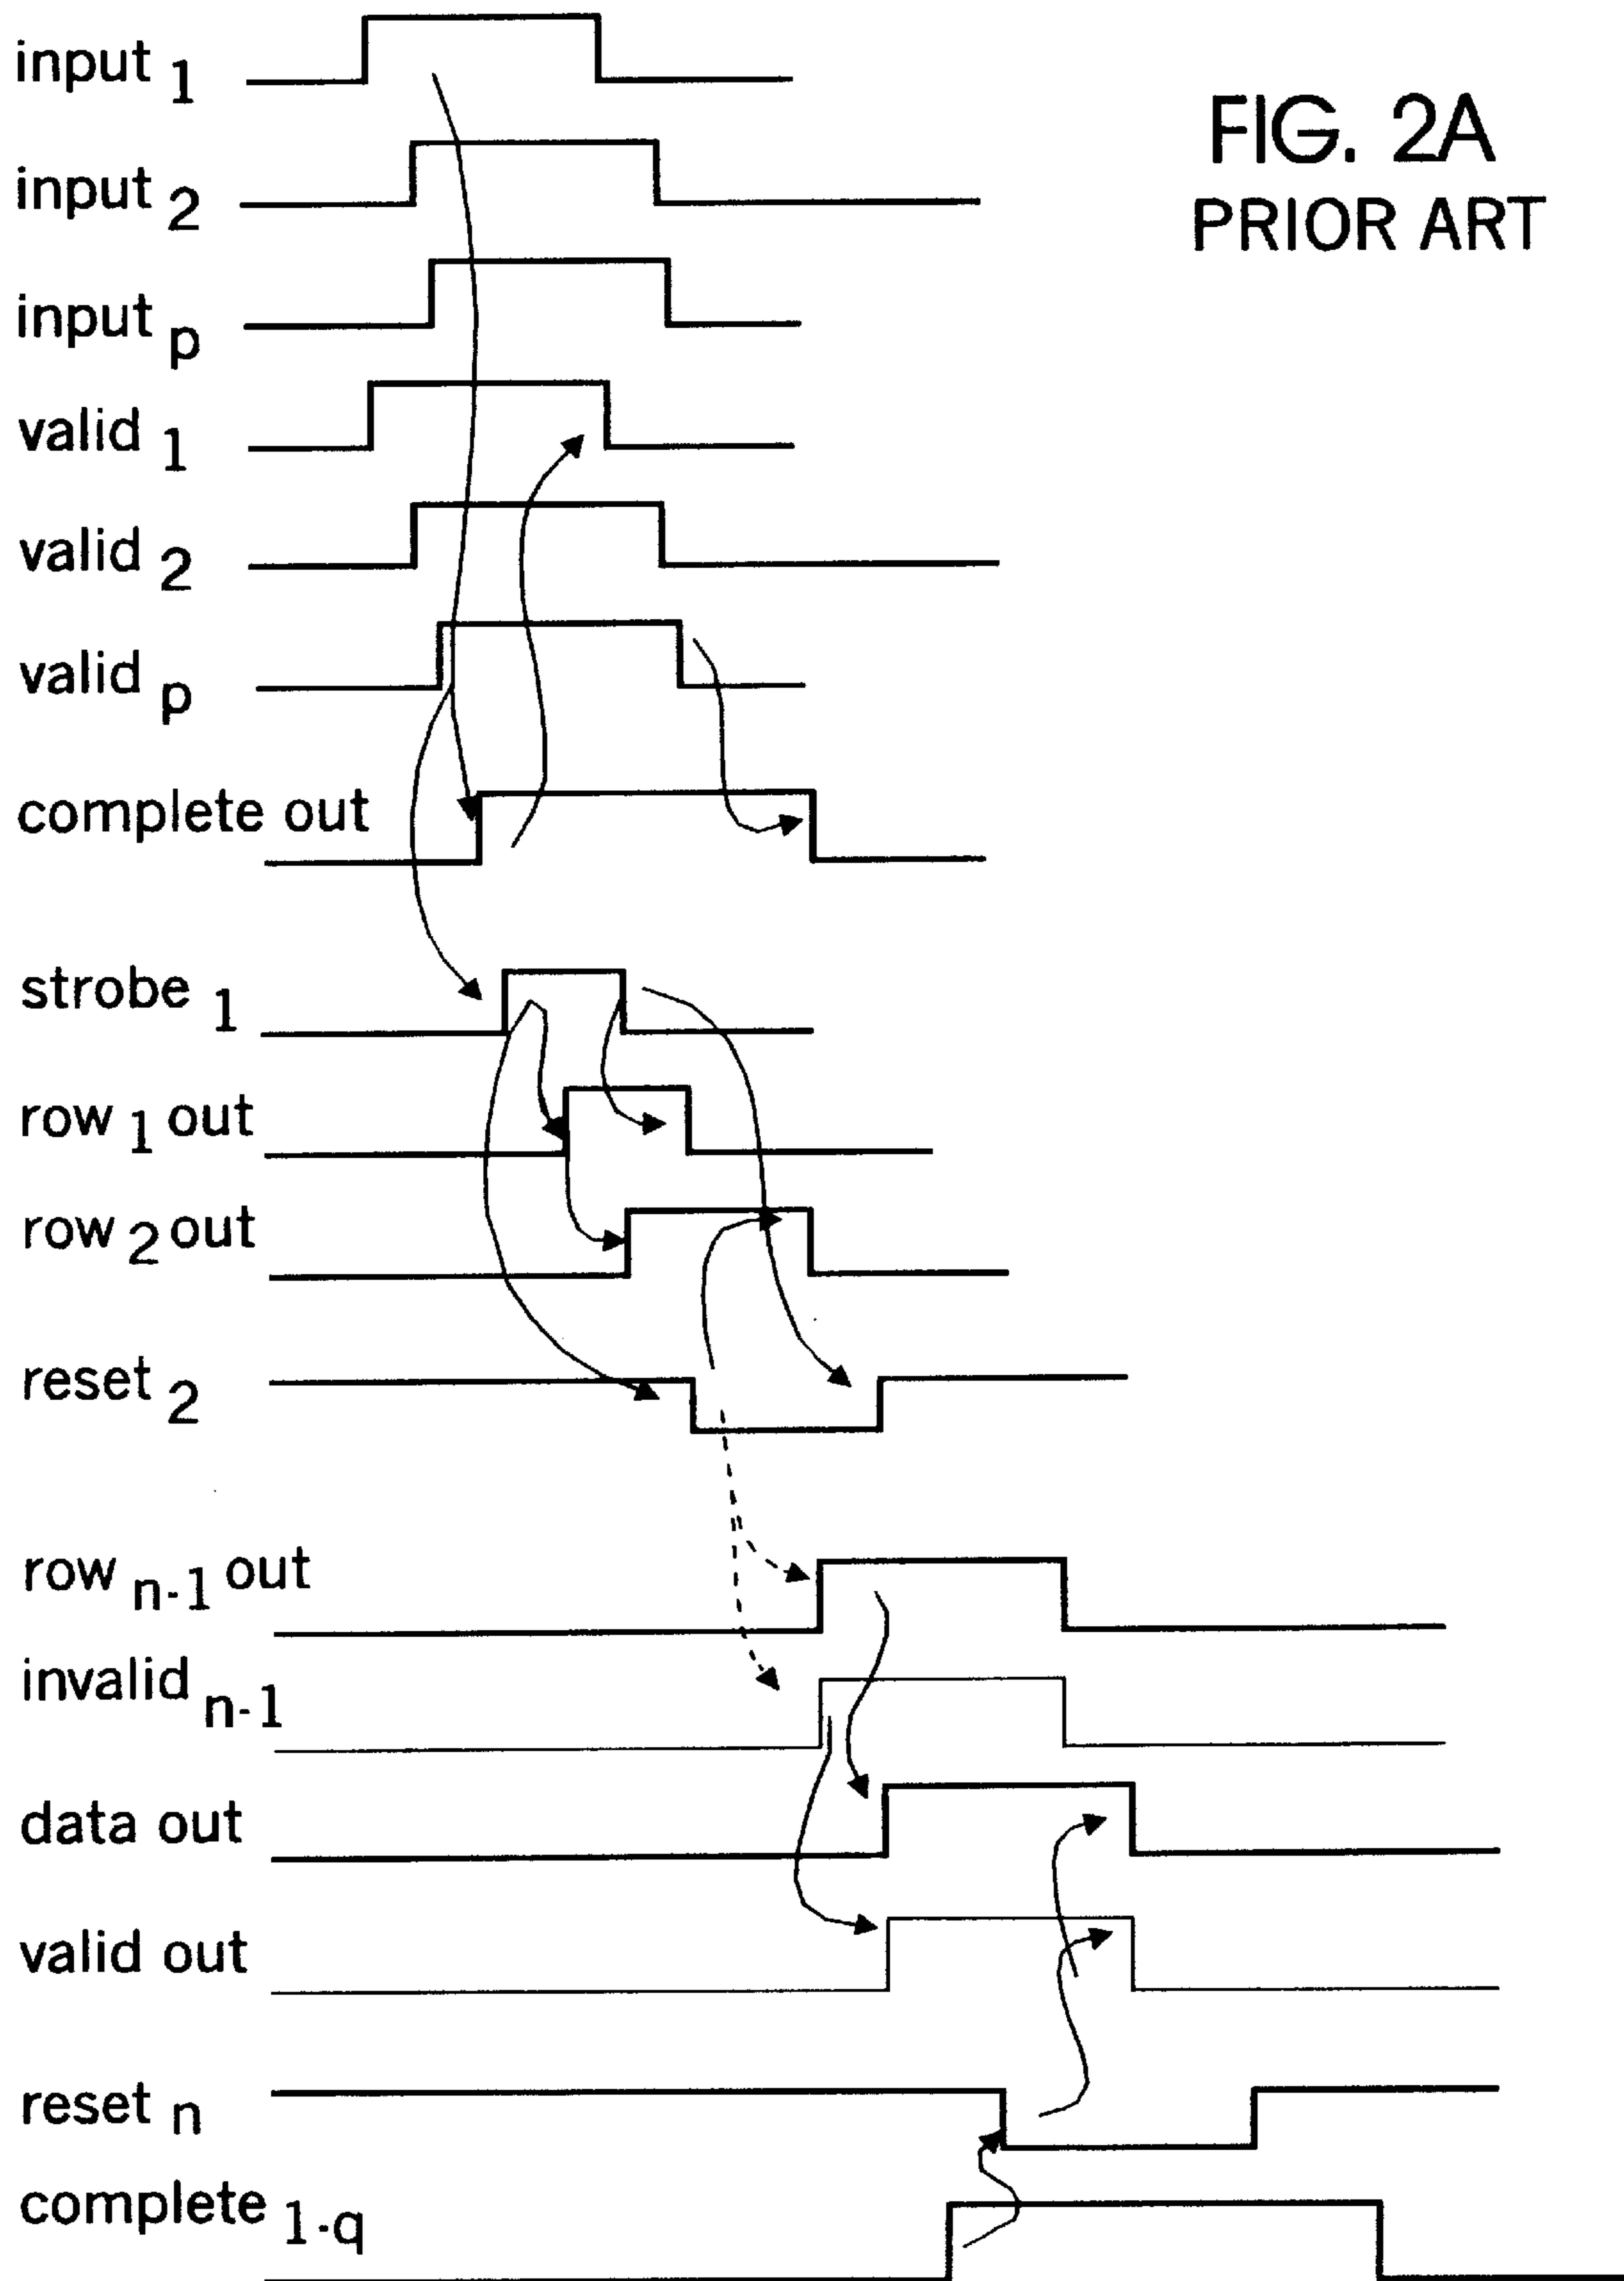 FIG. 2A
PRIOR ART
input 1
input 2
input p
valid 1
valid 2
valid p
complete out
strobe 1
row 1 out
row 2 out
reset 2
row n-1 out
invalid n-1
data out
valid out
reset n
complete 1-q